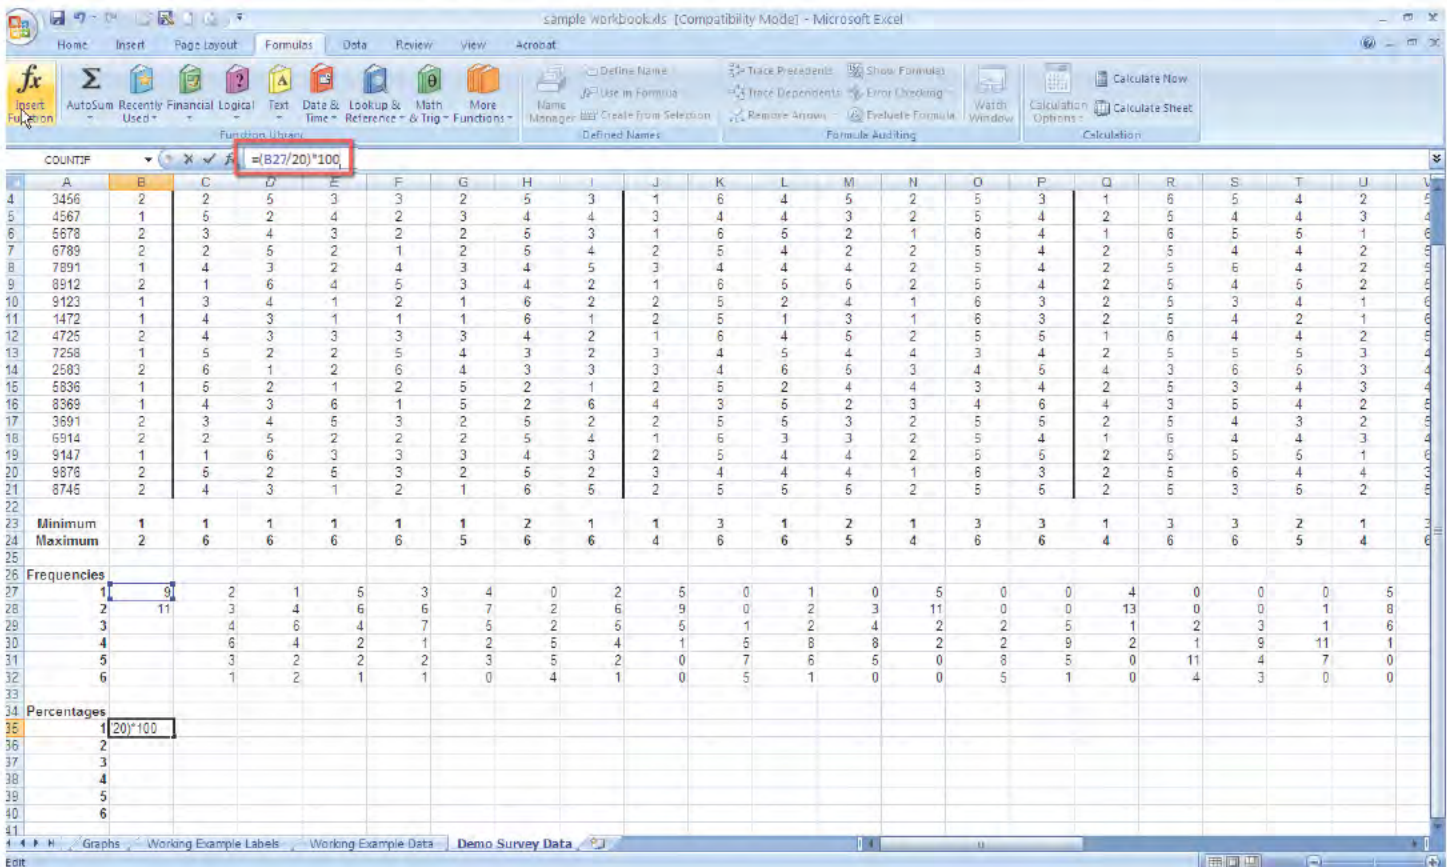 sample workbook.xls [Compatibility Mode] - Microsoft Excel
Home Insert Page Layout Formulas Data Review View Acrobat
fx Σ
Insert Function AutoSum Recently Used Financial Logical Text Date & Time Lookup & Reference Math & Trig More Functions
Name Manager Define Name Use in Formula Create from Selection
Trace Precedents Trace Dependents Remove Arrows Show Formulas Error Checking Evaluate Formula Watch Window
Calculation Options Calculate Now Calculate Sheet
Function Library Defined Names Formula Auditing Calculation
COUNTIF =(B27/20)*100
A B C D E F G H I J K L M N O P Q R S T U V
4 3456 2 2 5 3 3 2 5 3 1 6 4 5 2 5 3 1 6 5 4 2 5
5 4567 1 5 2 4 2 3 4 4 3 4 4 3 2 5 4 2 5 4 4 3 4
6 5678 2 3 4 3 2 2 5 3 1 6 5 2 1 6 4 1 6 5 5 1 6
7 6789 2 2 5 2 1 2 5 4 2 5 4 2 2 5 4 2 5 4 4 2 5
8 7891 1 4 3 2 4 3 4 5 3 4 4 4 2 5 4 2 5 6 4 2 5
9 8912 2 1 6 4 5 3 4 2 1 6 5 5 2 5 4 2 5 4 5 2 5
10 9123 1 3 4 1 2 1 6 2 2 5 2 4 1 6 3 2 5 3 4 1 6
11 1472 1 4 3 1 1 1 6 1 2 5 1 3 1 6 3 2 5 4 2 1 6
12 4725 2 4 3 3 3 3 4 2 1 6 4 5 2 5 5 1 6 4 4 2 5
13 7258 1 5 2 2 5 4 3 2 3 4 5 4 4 3 4 2 5 5 5 3 4
14 2583 2 6 1 2 6 4 3 3 3 4 6 5 3 4 5 4 3 6 5 3 4
15 5836 1 5 2 1 2 5 2 1 2 5 2 4 4 3 4 2 5 3 4 3 4
16 8369 1 4 3 6 1 5 2 6 4 3 5 2 3 4 6 4 3 5 4 2 5
17 3691 2 3 4 5 3 2 5 2 2 5 5 3 2 5 5 2 5 4 3 2 5
18 6914 2 2 5 2 2 2 5 4 1 6 3 3 2 5 4 1 6 4 4 3 4
19 9147 1 1 6 3 3 3 4 3 2 5 4 4 2 5 5 2 5 5 5 1 6
20 9876 2 5 2 5 3 2 5 2 3 4 4 4 1 6 3 2 5 6 4 4 3
21 8745 2 4 3 1 2 1 6 5 2 5 5 5 2 5 5 2 5 3 5 2 5
22
23 Minimum 1 1 1 1 1 1 2 1 1 3 1 2 1 3 3 1 3 3 2 1 3
24 Maximum 2 6 6 6 6 5 6 6 4 6 6 5 4 6 6 4 6 6 5 4 6
25
26 Frequencies
27 1 9 2 1 5 3 4 0 2 5 0 1 0 5 0 0 4 0 0 0 5
28 2 11 3 4 6 6 7 2 6 9 0 2 3 11 0 0 13 0 0 1 8
29 3 4 6 4 7 5 2 5 5 1 2 4 2 2 5 1 2 3 1 6
30 4 6 4 2 1 2 5 4 1 5 8 8 2 2 9 2 1 9 11 1
31 5 3 2 2 2 3 5 2 0 7 6 5 0 8 5 0 11 4 7 0
32 6 1 2 1 1 0 4 1 0 5 1 0 0 5 1 0 4 3 0 0
33
34 Percentages
35 1 20)*100
36 2
37 3
38 4
39 5
40 6
41
Graphs Working Example Labels Working Example Data Demo Survey Data
Edit